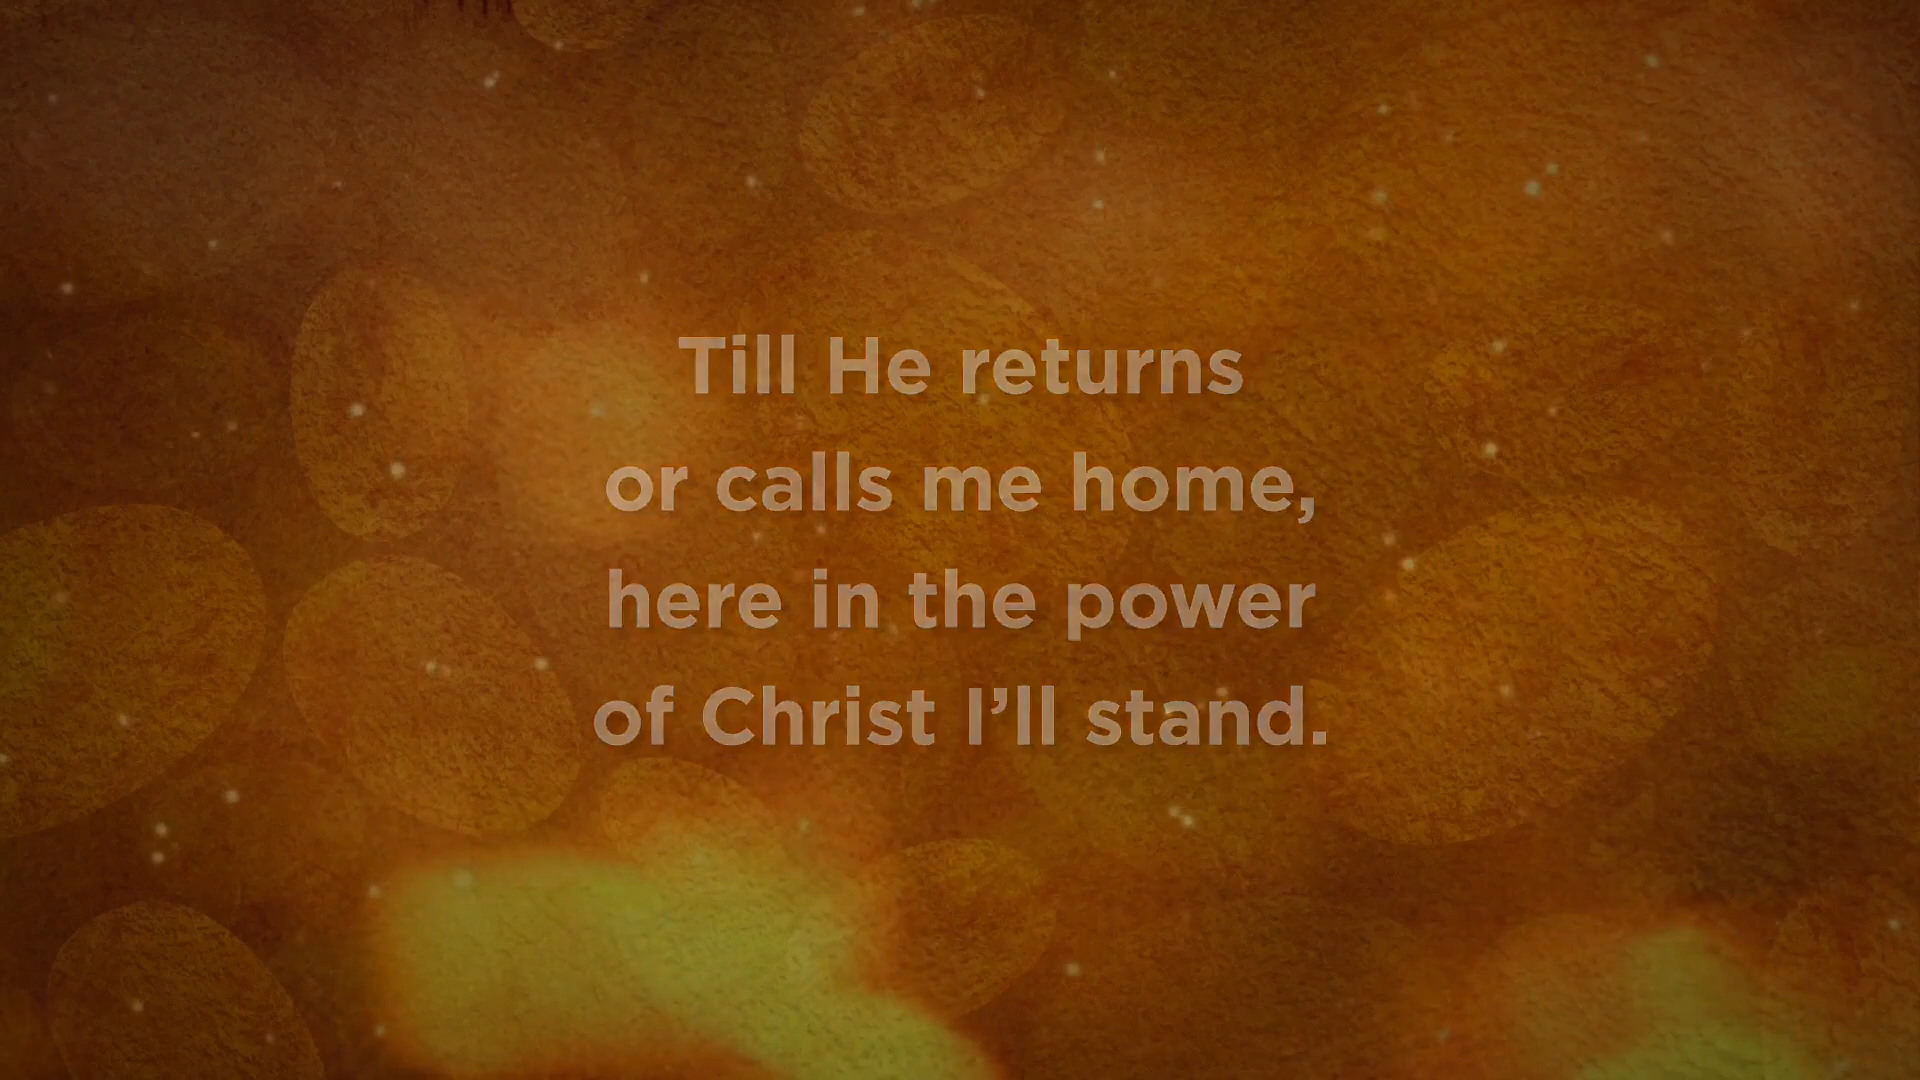 Till He returns
or calls me home,
here in the power
of Christ I’ll stand.